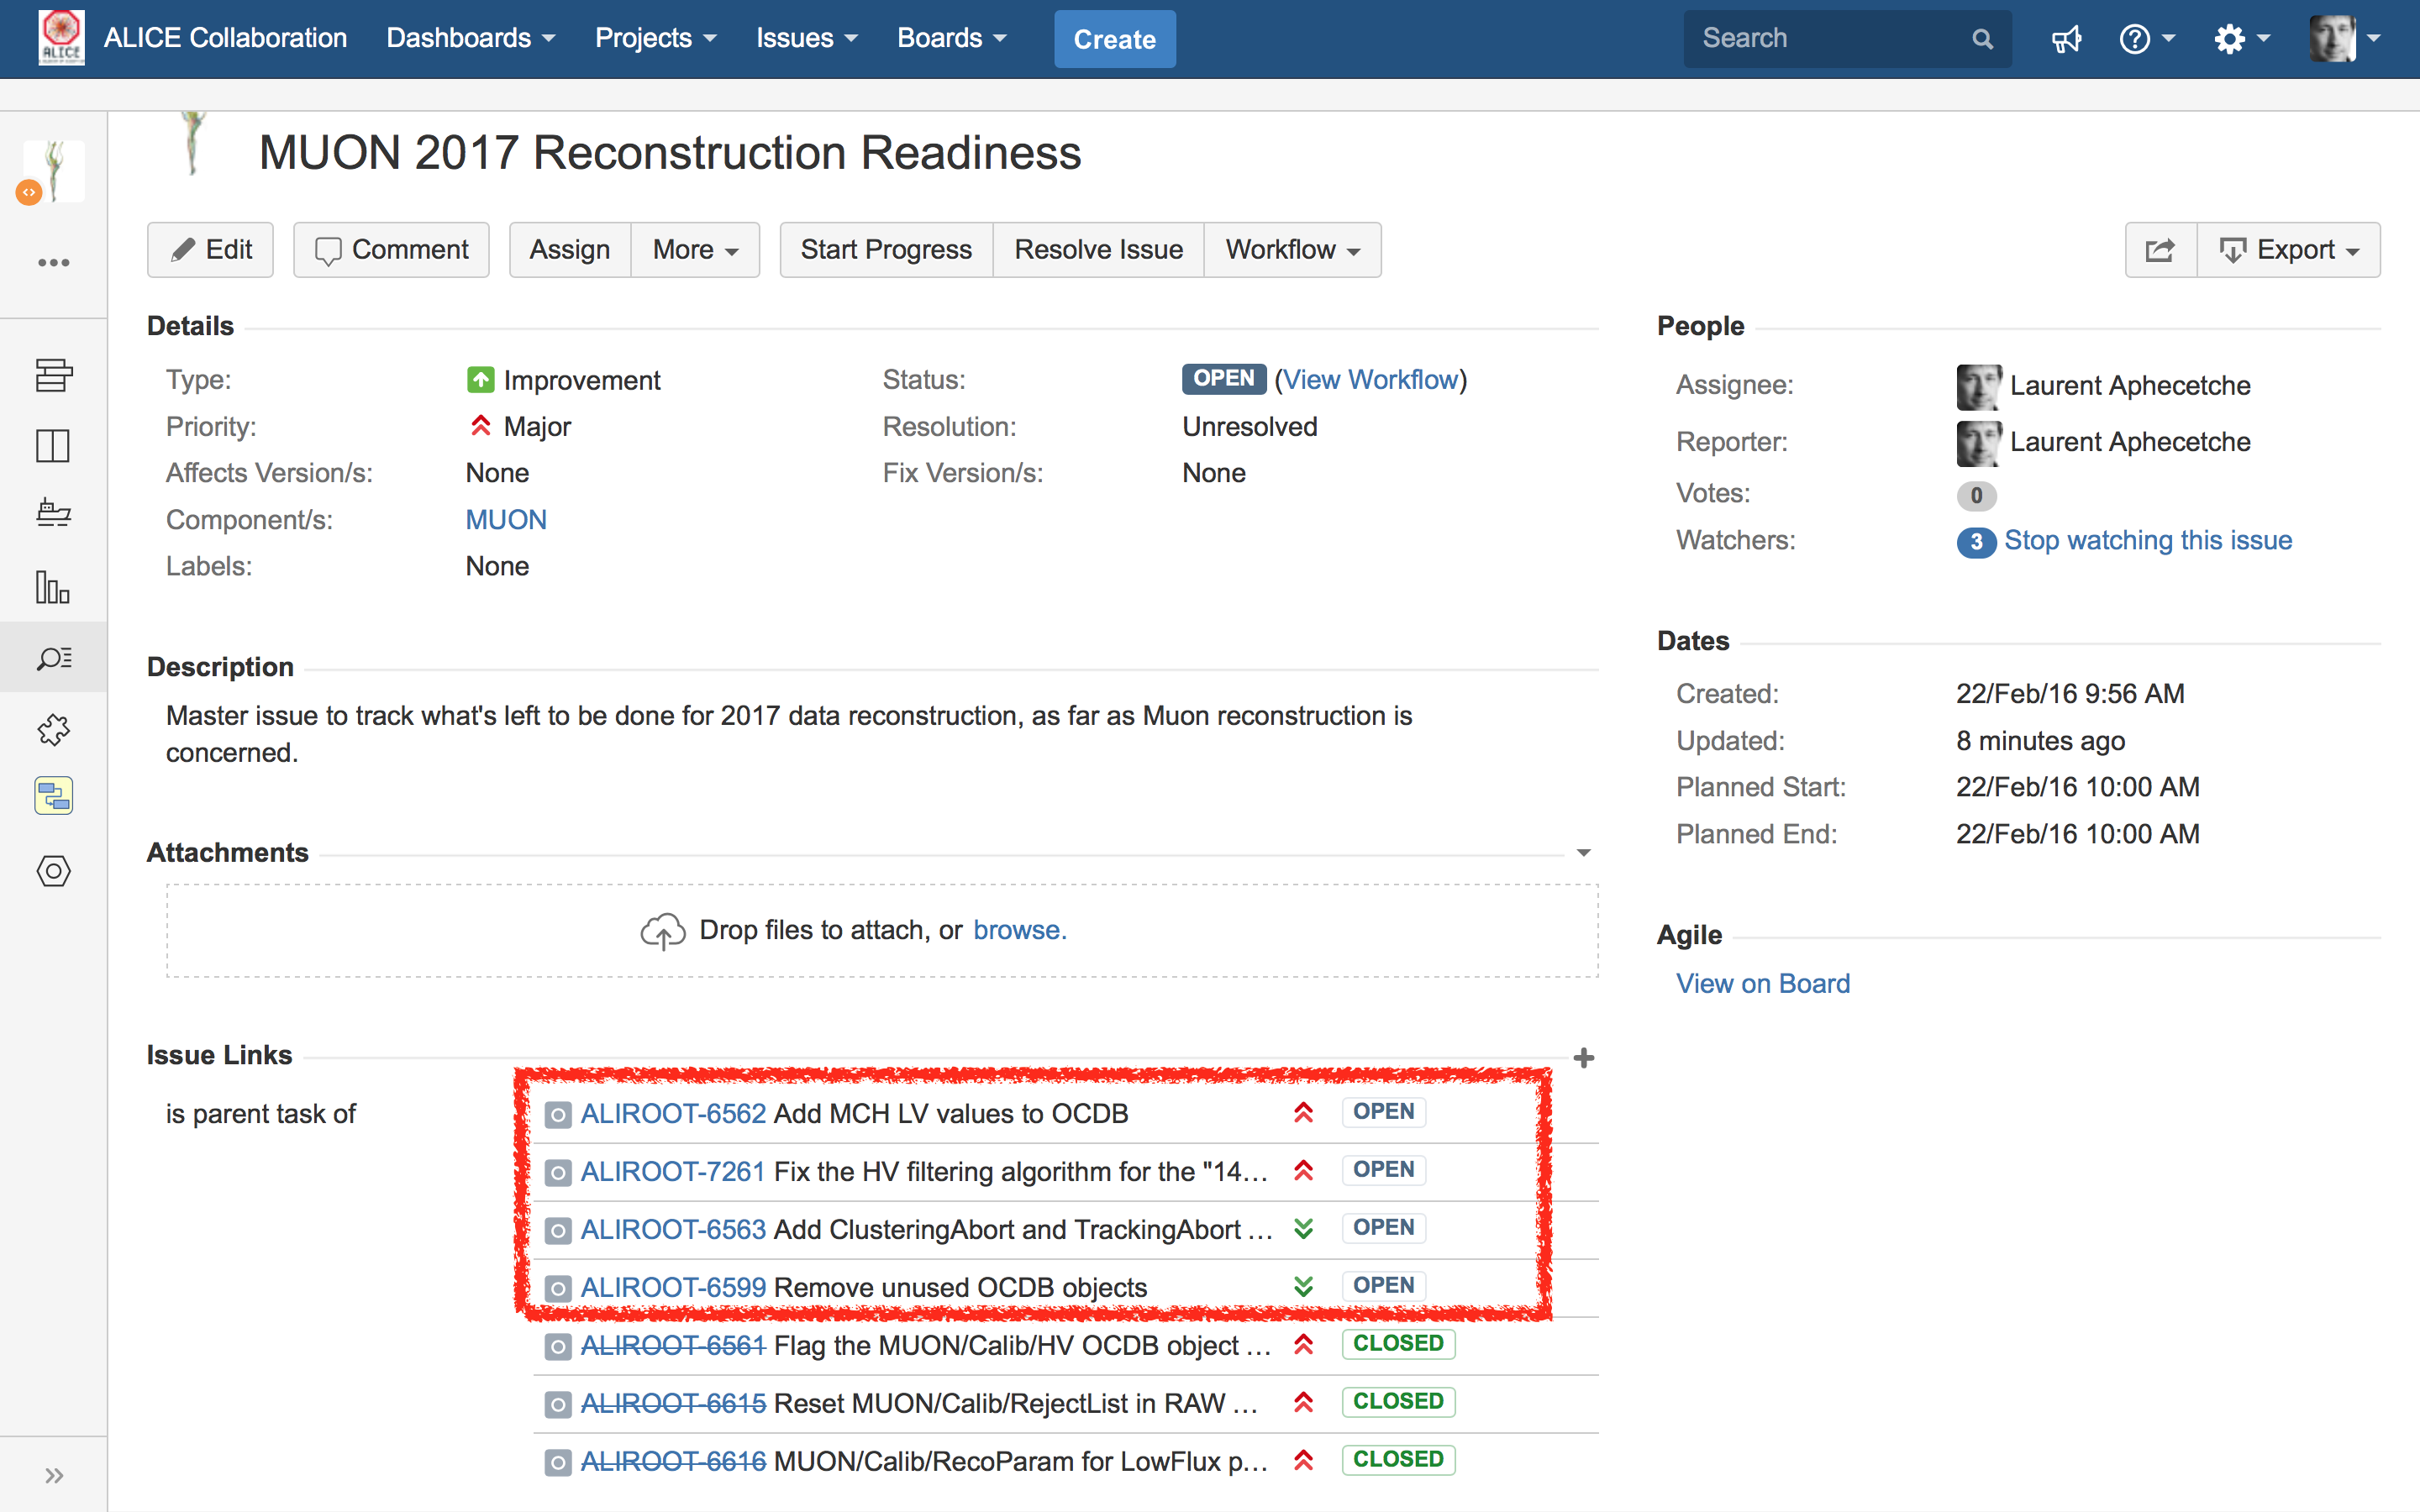 ALICE
ALICE Collaboration Dashboards Projects Issues Boards Create Search
MUON 2017 Reconstruction Readiness
Edit Comment Assign More Start Progress Resolve Issue Workflow Export
Details
Type: Improvement Status: OPEN (View Workflow)
Priority: Major Resolution: Unresolved
Affects Version/s: None Fix Version/s: None
Component/s: MUON
Labels: None
People
Assignee: Laurent Aphecetche
Reporter: Laurent Aphecetche
Votes: 0
Watchers: 3 Stop watching this issue
Description
Master issue to track what's left to be done for 2017 data reconstruction, as far as Muon reconstruction is
concerned.
Dates
Created: 22/Feb/16 9:56 AM
Updated: 8 minutes ago
Planned Start: 22/Feb/16 10:00 AM
Planned End: 22/Feb/16 10:00 AM
Attachments
Drop files to attach, or browse.
Agile
View on Board
Issue Links
is parent task of
ALIROOT-6562 Add MCH LV values to OCDB OPEN
ALIROOT-7261 Fix the HV filtering algorithm for the "14... OPEN
ALIROOT-6563 Add ClusteringAbort and TrackingAbort ... OPEN
ALIROOT-6599 Remove unused OCDB objects OPEN
ALIROOT-6561 Flag the MUON/Calib/HV OCDB object ... CLOSED
ALIROOT-6615 Reset MUON/Calib/RejectList in RAW ... CLOSED
ALIROOT-6616 MUON/Calib/RecoParam for LowFlux p... CLOSED